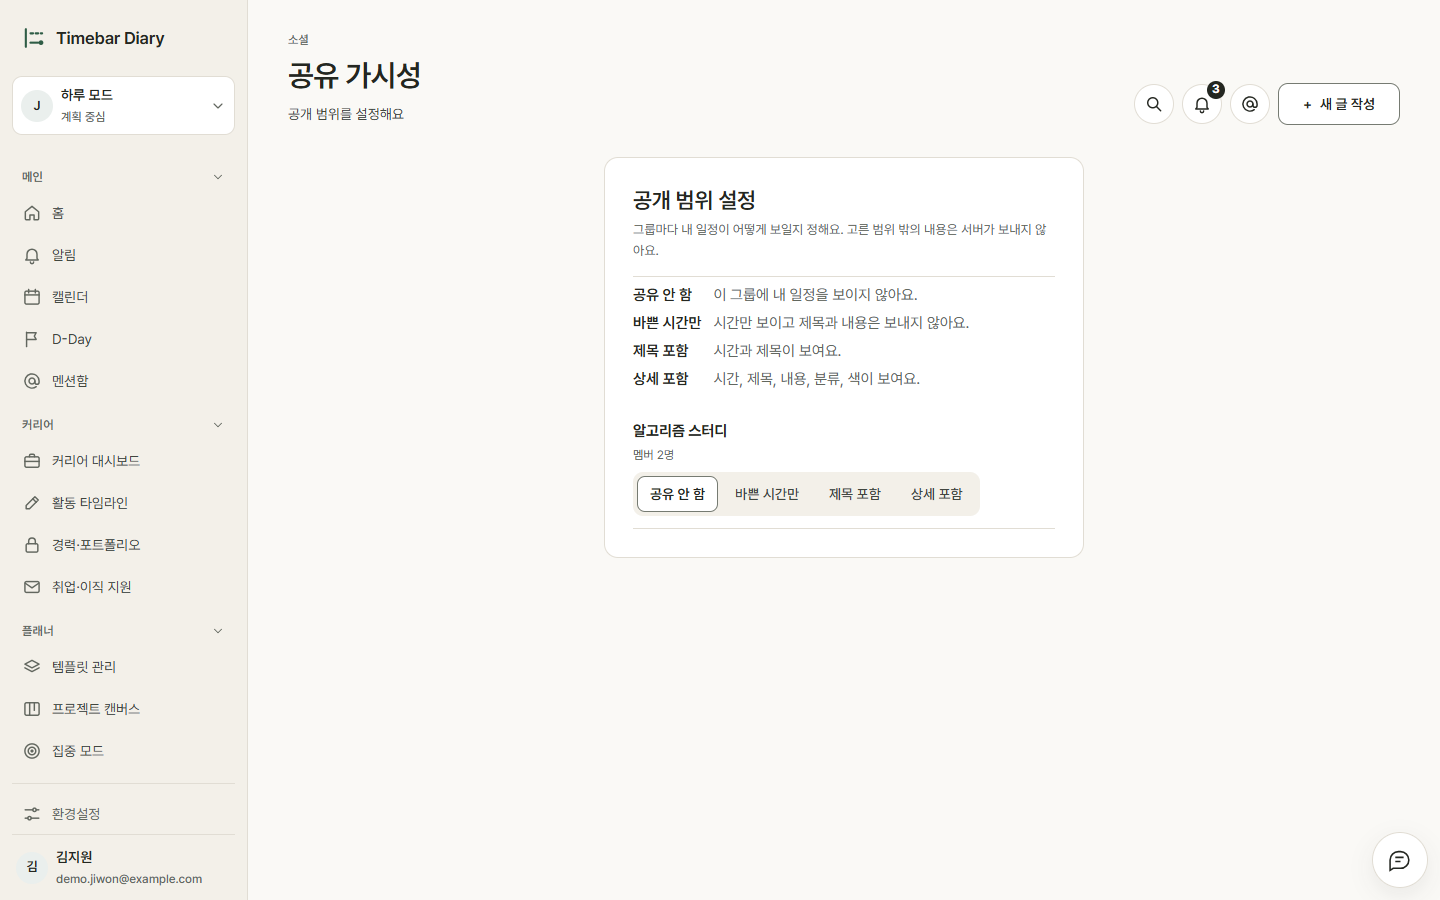 Timebar Diary
J
하루 모드
계획 중심
메인
홈
알림
캘린더
D-Day
멘션함
커리어
커리어 대시보드
활동 타임라인
경력·포트폴리오
취업·이직 지원
플래너
템플릿 관리
프로젝트 캔버스
집중 모드
환경설정
김
김지원
demo.jiwon@example.com
소셜
공유 가시성
공개 범위를 설정해요
3
+ 새 글 작성
공개 범위 설정
그룹마다 내 일정이 어떻게 보일지 정해요. 고른 범위 밖의 내용은 서버가 보내지 않
아요.
공유 안 함 이 그룹에 내 일정을 보이지 않아요.
바쁜 시간만 시간만 보이고 제목과 내용은 보내지 않아요.
제목 포함 시간과 제목이 보여요.
상세 포함 시간, 제목, 내용, 분류, 색이 보여요.
알고리즘 스터디
멤버 2명
공유 안 함 바쁜 시간만 제목 포함 상세 포함